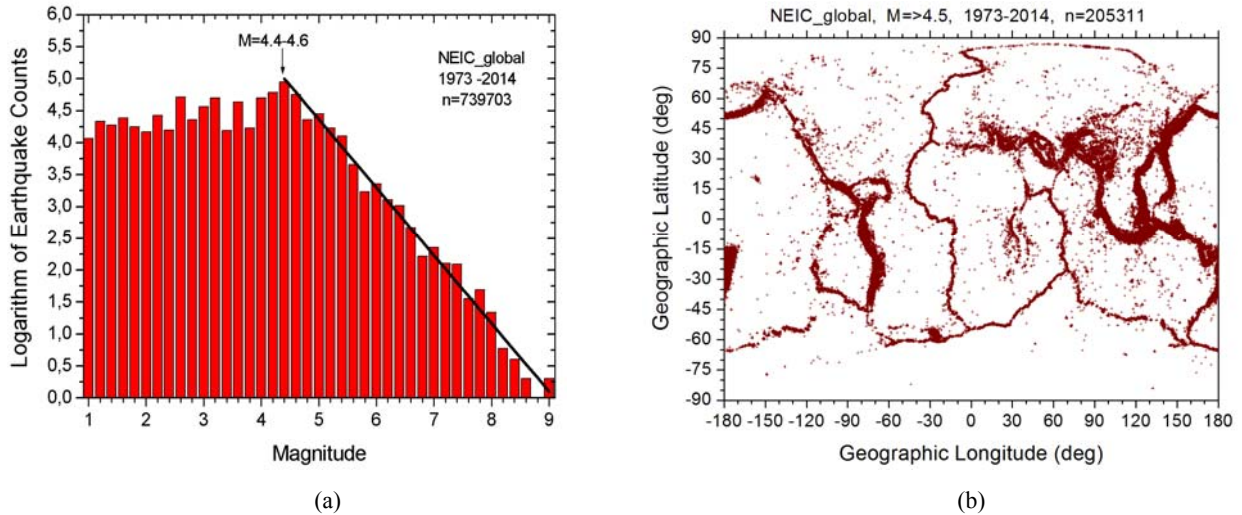 M=4.4-4.6
NEIC_global
1973 -2014
n=739703
6,0
5,5
5,0
4,5
4,0
3,5
3,0
2,5
2,0
1,5
1,0
0,5
0,0
Logarithm of Earthquake Counts
1 2 3 4 5 6 7 8 9
Magnitude
(a)
NEIC_global, M=>4.5, 1973-2014, n=205311
90
75
60
45
30
15
0
-15
-30
-45
-60
-75
-90
Geographic Latitude (deg)
-180 -150 -120 -90 -60 -30 0 30 60 90 120 150 180
Geographic Longitude (deg)
(b)